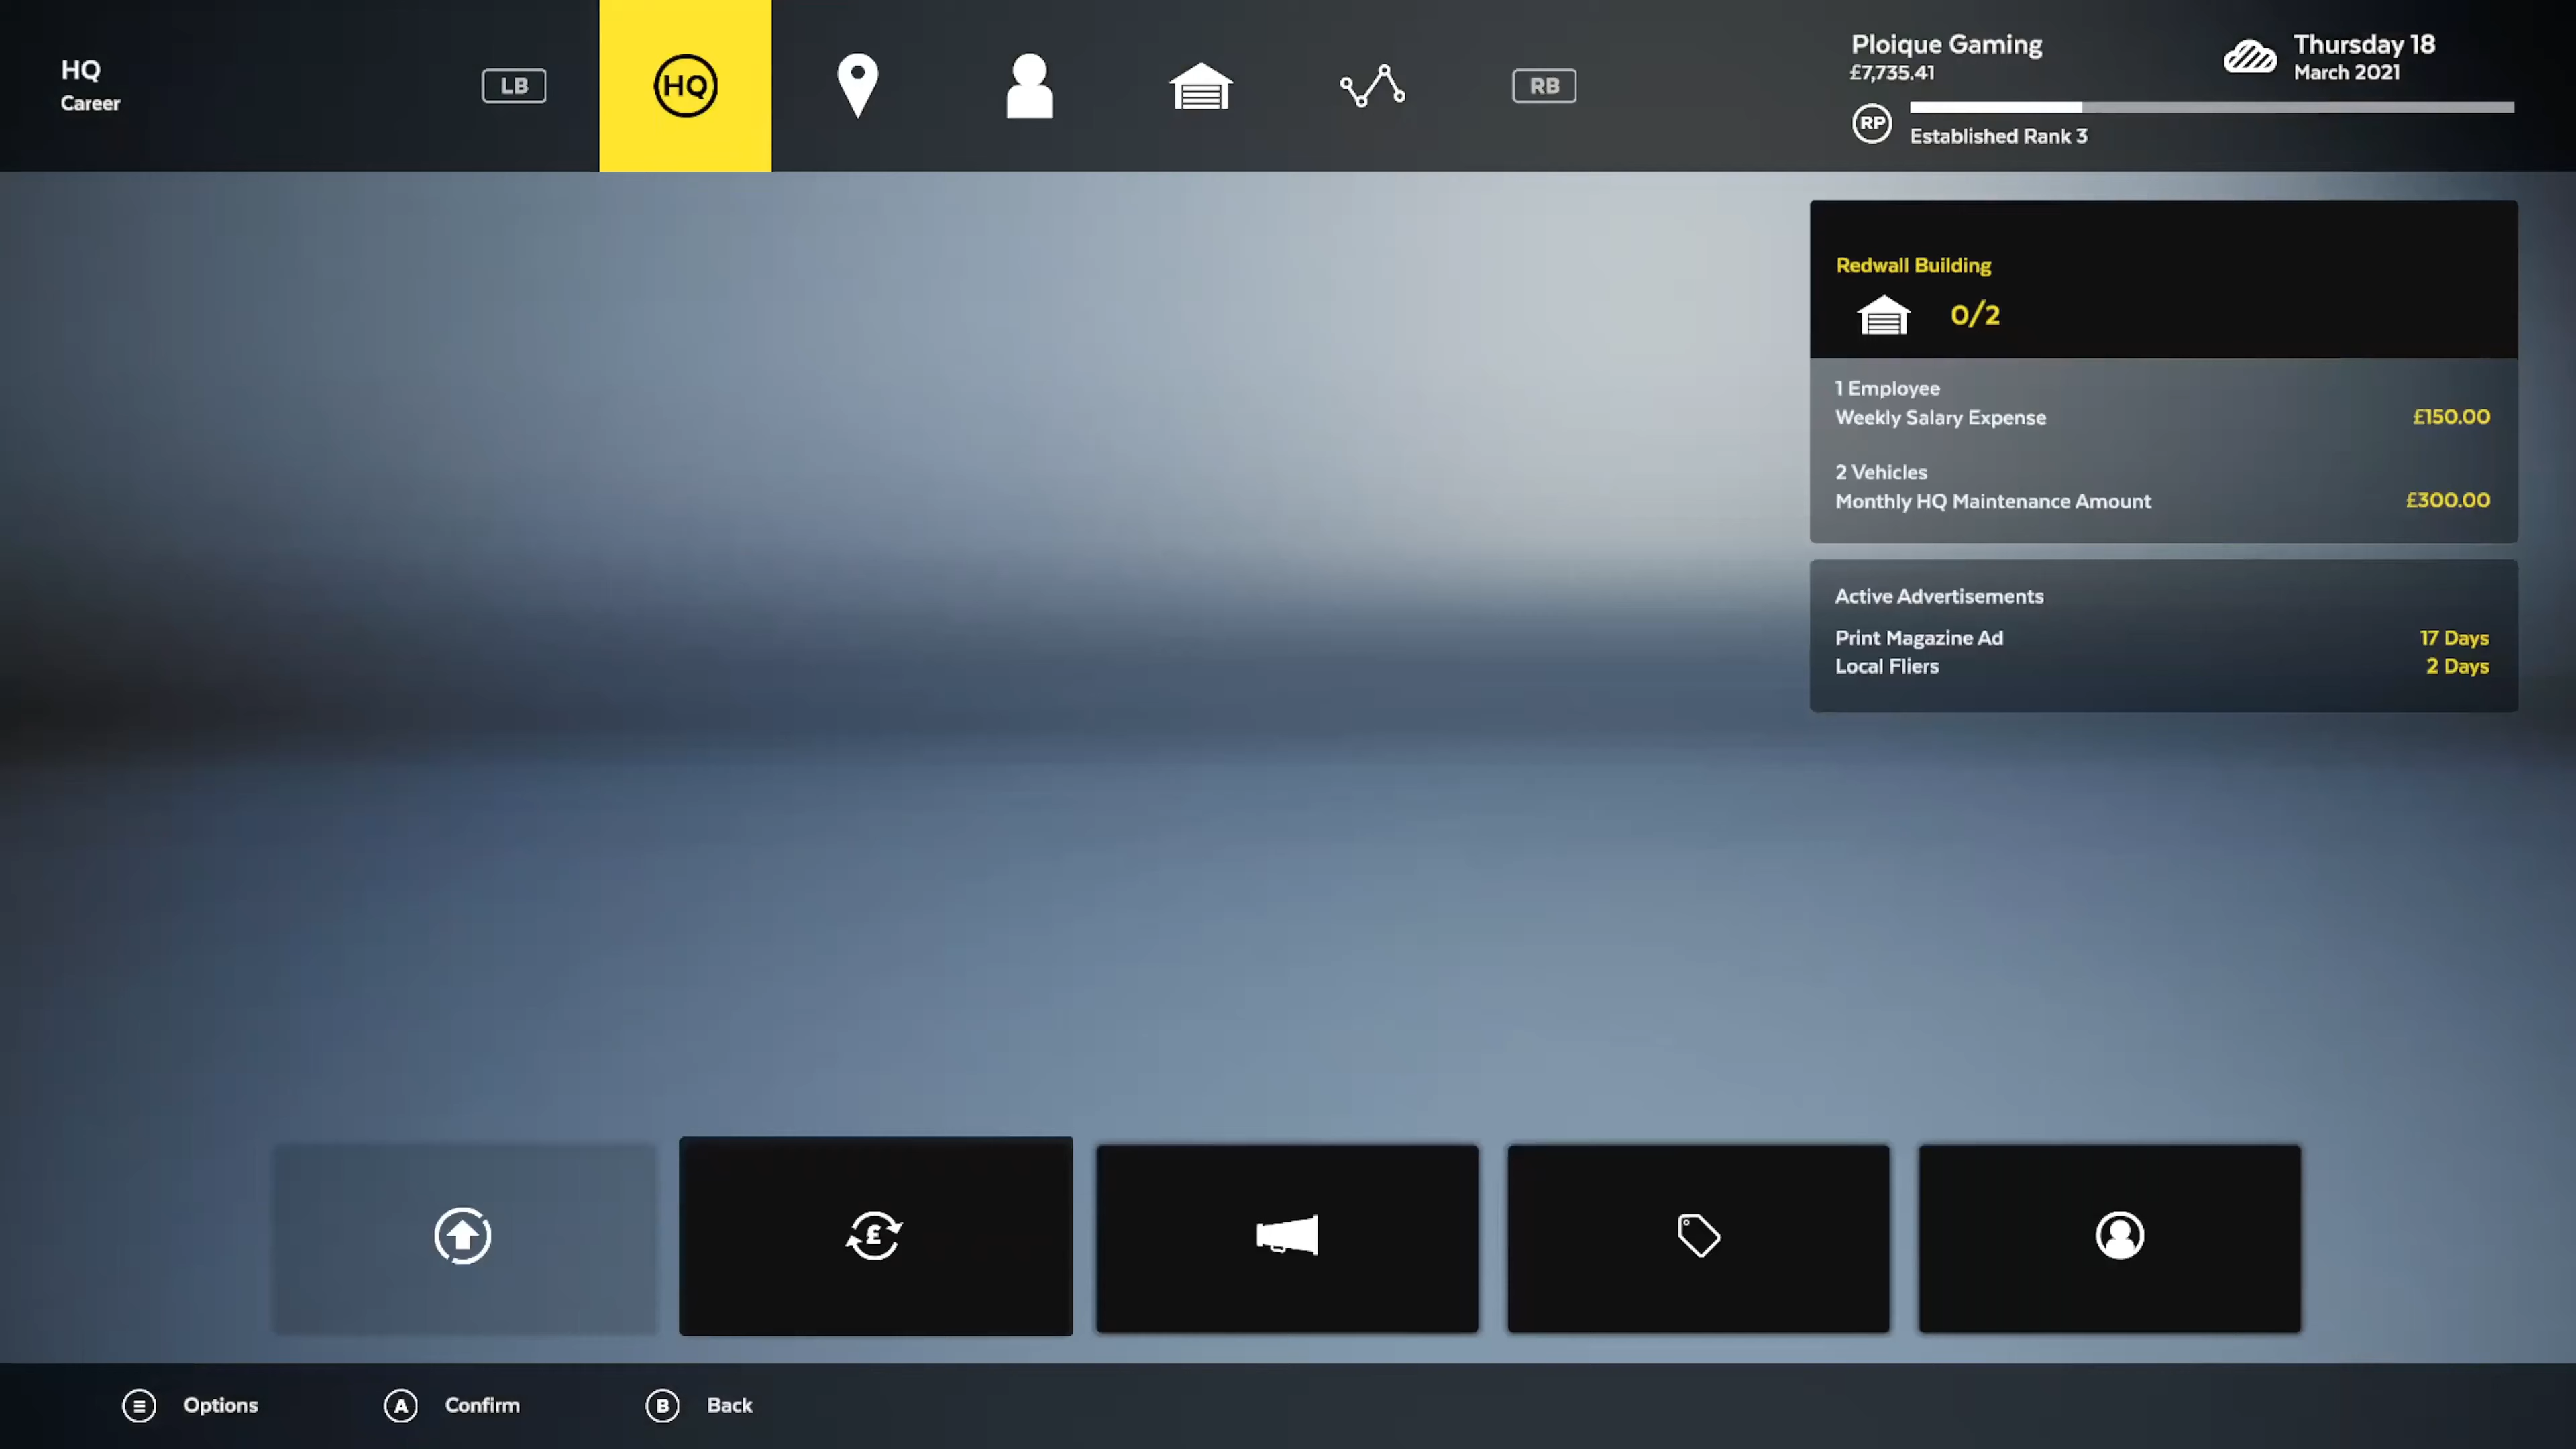 HQ
Career
LB
HQ
RB
Ploique Gaming
£7,735.41
Thursday 18
March 2021
RP
Established Rank 3
Redwall Building
0/2
1 Employee
Weekly Salary Expense £150.00
2 Vehicles
Monthly HQ Maintenance Amount £300.00
Active Advertisements
Print Magazine Ad 17 Days
Local Fliers 2 Days
£
Options A Confirm B Back